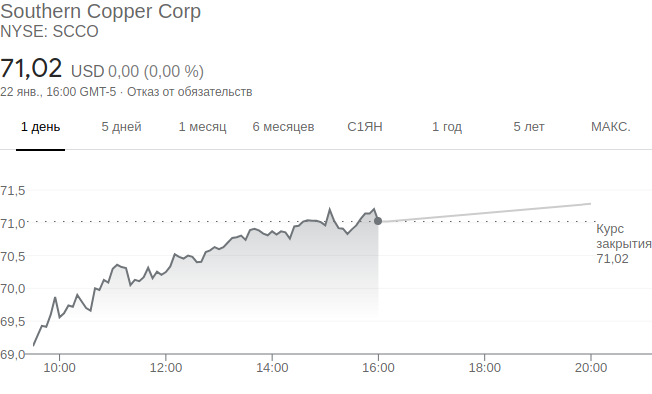 Southern Copper Corp
NYSE: SCCO
71,02 USD 0,00 (0,00 %)
22 янв., 16:00 GMT-5 · Отказ от обязательств
1 день 5 дней 1 месяц 6 месяцев С1ЯН 1 год 5 лет МАКС.
71,5
71,0
Курс
закрытия
71,02
70,5
70,0
69,5
69,0
10:00 12:00 14:00 16:00 18:00 20:00